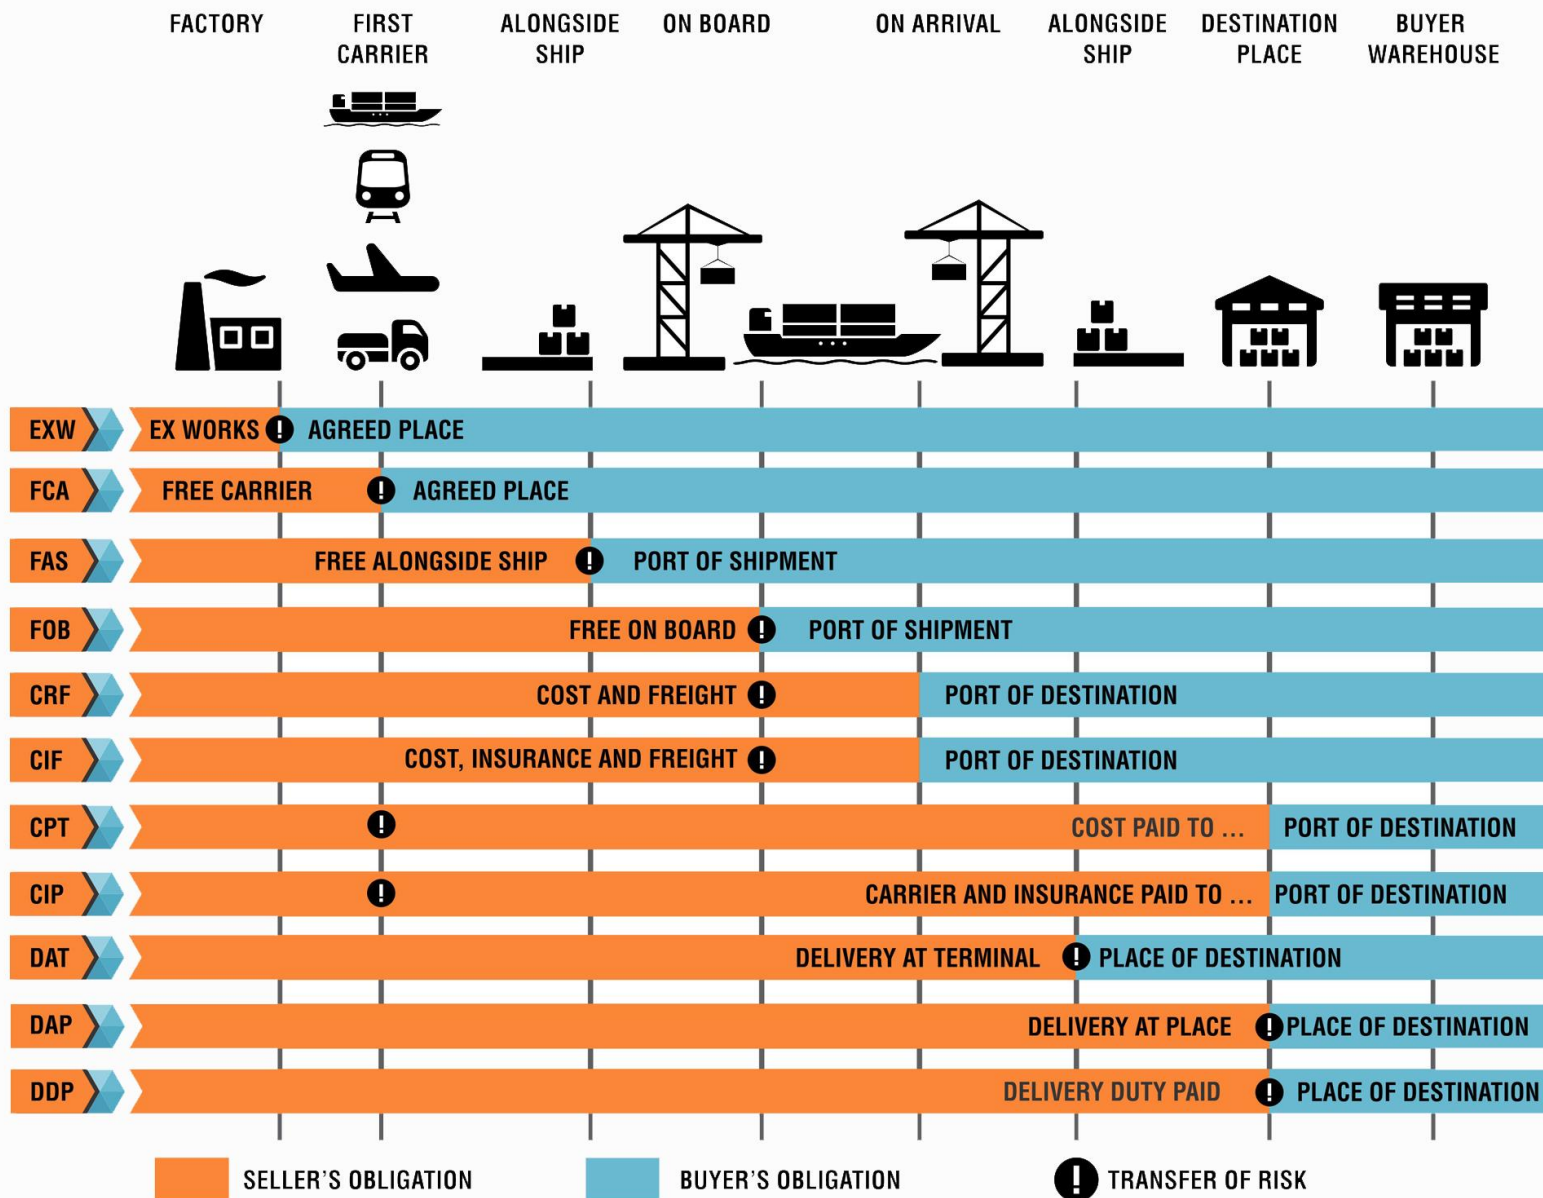 FACTORY
FIRST
CARRIER
ALONGSIDE
SHIP
ON BOARD
ON ARRIVAL
ALONGSIDE
SHIP
DESTINATION
PLACE
BUYER
WAREHOUSE
EXW EX WORKS ! AGREED PLACE
FCA FREE CARRIER ! AGREED PLACE
FAS FREE ALONGSIDE SHIP ! PORT OF SHIPMENT
FOB FREE ON BOARD ! PORT OF SHIPMENT
CRF COST AND FREIGHT ! PORT OF DESTINATION
CIF COST, INSURANCE AND FREIGHT ! PORT OF DESTINATION
CPT ! COST PAID TO ... PORT OF DESTINATION
CIP ! CARRIER AND INSURANCE PAID TO ... PORT OF DESTINATION
DAT DELIVERY AT TERMINAL ! PLACE OF DESTINATION
DAP DELIVERY AT PLACE ! PLACE OF DESTINATION
DDP DELIVERY DUTY PAID ! PLACE OF DESTINATION
SELLER'S OBLIGATION
BUYER'S OBLIGATION
! TRANSFER OF RISK